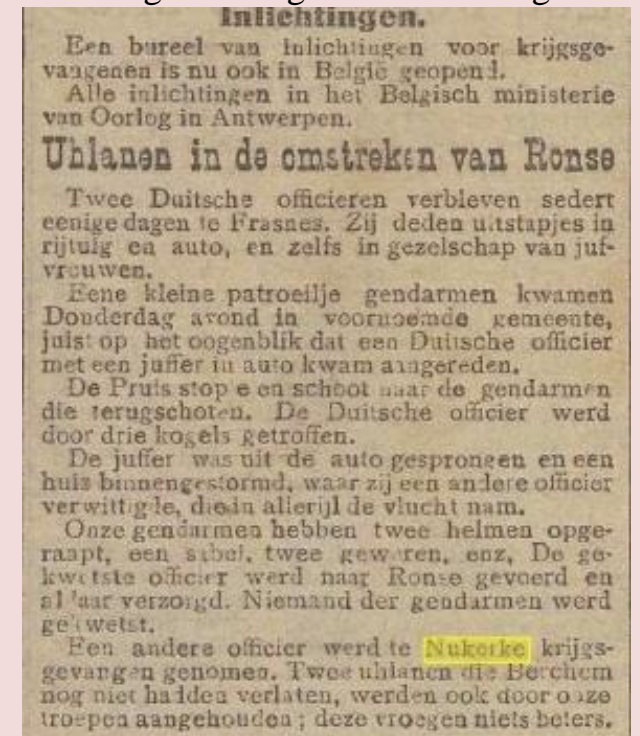 Inlichtingen.
Een bureel van inlichtingen voor krijgsge-
vangenen is nu ook in België geopend.
Alle inlichtingen in het Belgisch ministerie
van Oorlog in Antwerpen.
Uhlanen in de omstreken van Ronse
Twee Duitsche officieren verbleven sedert
eenige dagen te Frasnes. Zij deden uitstapjes in
rijtuig en auto, en zelfs in gezelschap van juf-
vrouwen.
Eene kleine patroeilje gendarmen kwamen
Donderdag avond in voornoemde gemeente,
juist op het oogenblik dat een Duitsche officier
met een juffer in auto kwam aangereden.
De Pruis stop e en schoot naar de gendarmen
die terugschoten. De Duitsche officier werd
door drie kogels getroffen.
De juffer was uit de auto gesprongen en een
huis binnengestormd, waar zij een andere officier
verwittigde, die in allerijl de vlucht nam.
Onze gendarmen hebben twee helmen opge-
raapt, een sabel, twee geweren, enz. De ge-
kwetste officier werd naar Ronse gevoerd en
aldaar verzorgd. Niemand der gendarmen werd
gekwetst.
Een andere officier werd te Nukerke krijgs-
gevangen genomen. Twee uhlanen die Berchem
nog niet hadden verlaten, werden ook door onze
troepen aangehouden ; deze vroegen niets beters.